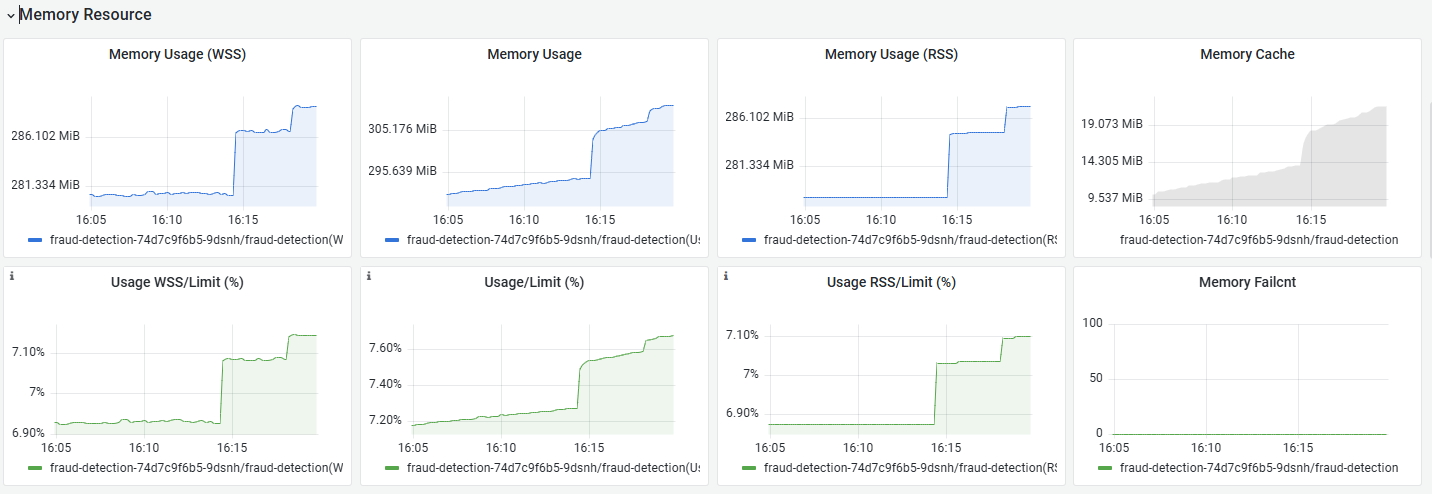 Memory Resource
Memory Usage (WSS)
286.102 MiB
281.334 MiB
16:05 16:10 16:15
fraud-detection-74d7c9f6b5-9dsnh/fraud-detection(W
Memory Usage
305.176 MiB
295.639 MiB
16:05 16:10 16:15
fraud-detection-74d7c9f6b5-9dsnh/fraud-detection(Us
Memory Usage (RSS)
286.102 MiB
281.334 MiB
16:05 16:10 16:15
fraud-detection-74d7c9f6b5-9dsnh/fraud-detection(RS
Memory Cache
19.073 MiB
14.305 MiB
9.537 MiB
16:05 16:10 16:15
fraud-detection-74d7c9f6b5-9dsnh/fraud-detection
i
Usage WSS/Limit (%)
7.10%
7%
6.90%
16:05 16:10 16:15
fraud-detection-74d7c9f6b5-9dsnh/fraud-detection(W
i
Usage/Limit (%)
7.60%
7.40%
7.20%
16:05 16:10 16:15
fraud-detection-74d7c9f6b5-9dsnh/fraud-detection(Us
i
Usage RSS/Limit (%)
7.10%
7%
6.90%
16:05 16:10 16:15
fraud-detection-74d7c9f6b5-9dsnh/fraud-detection(RS
Memory Failcnt
100
50
0
16:05 16:10 16:15
fraud-detection-74d7c9f6b5-9dsnh/fraud-detection